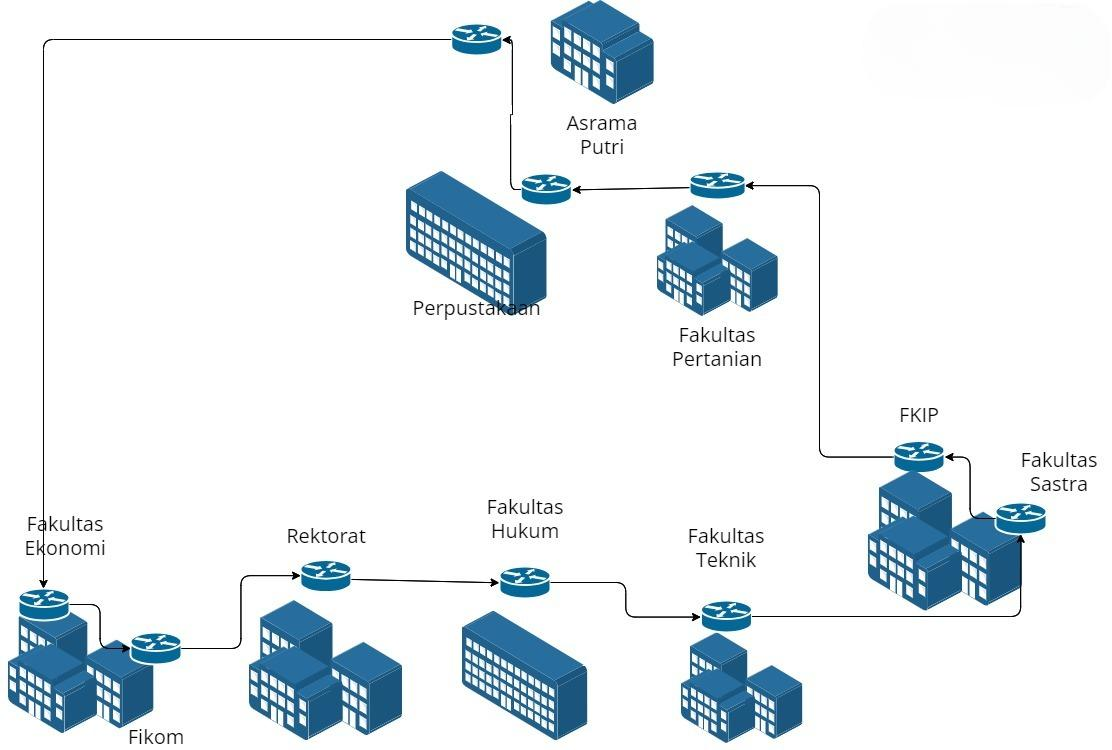 Asrama
Putri
Perpustakaan
Fakultas
Pertanian
FKIP
Fakultas
Sastra
Fakultas
Ekonomi
Rektorat
Fakultas
Hukum
Fakultas
Teknik
Fikom